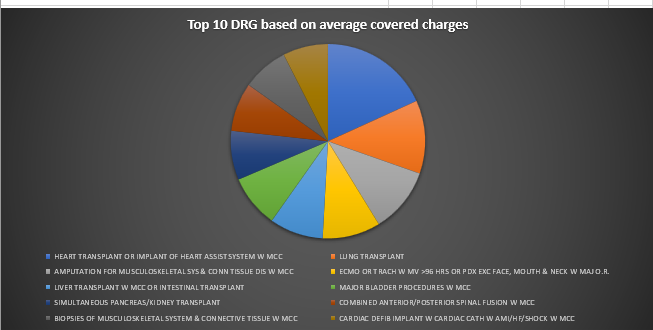 Top 10 DRG based on average covered charges
HEART TRANSPLANT OR IMPLANT OF HEART ASSIST SYSTEM W MCC
LUNG TRANSPLANT
AMPUTATION FOR MUSCULOSKELETAL SYS & CONN TISSUE DIS W MCC
ECMO OR TRACH W MV >96 HRS OR PDX EXC FACE, MOUTH & NECK W MAJ O.R.
LIVER TRANSPLANT W MCC OR INTESTINAL TRANSPLANT
MAJOR BLADDER PROCEDURES W MCC
SIMULTANEOUS PANCREAS/KIDNEY TRANSPLANT
COMBINED ANTERIOR/POSTERIOR SPINAL FUSION W MCC
BIOPSIES OF MUSCULOSKELETAL SYSTEM & CONNECTIVE TISSUE W MCC
CARDIAC DEFIB IMPLANT W CARDIAC CATH W AMI/HF/SHOCK W MCC